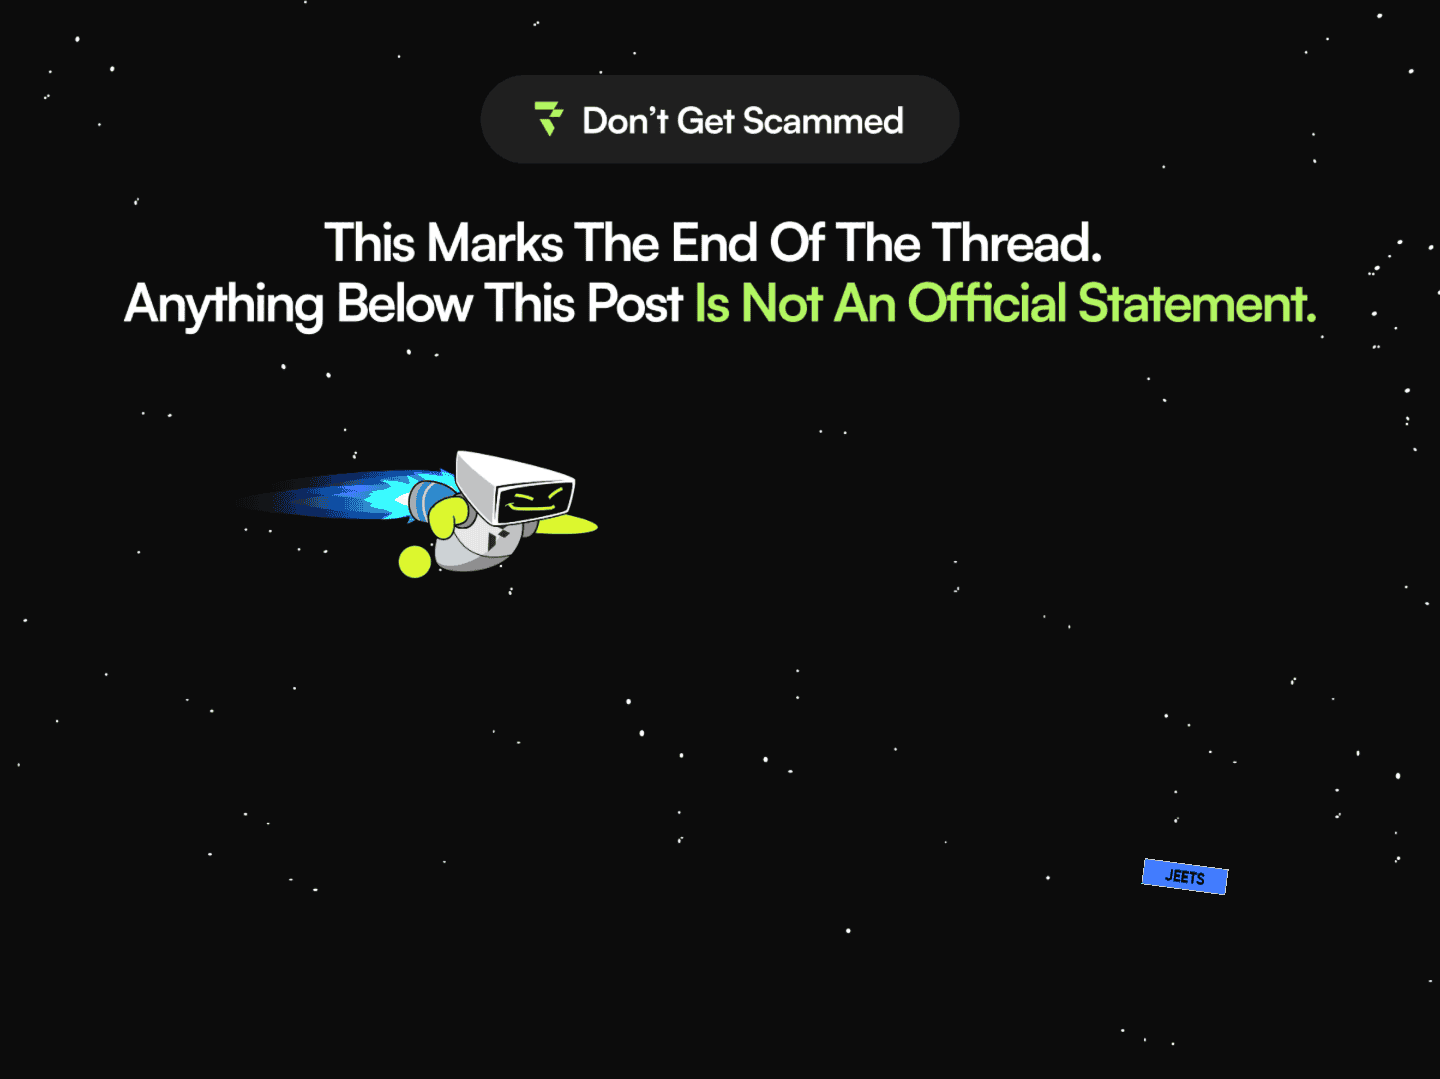 Don’t Get Scammed
This Marks The End Of The Thread.
Anything Below This Post Is Not An Official Statement.
JEETS